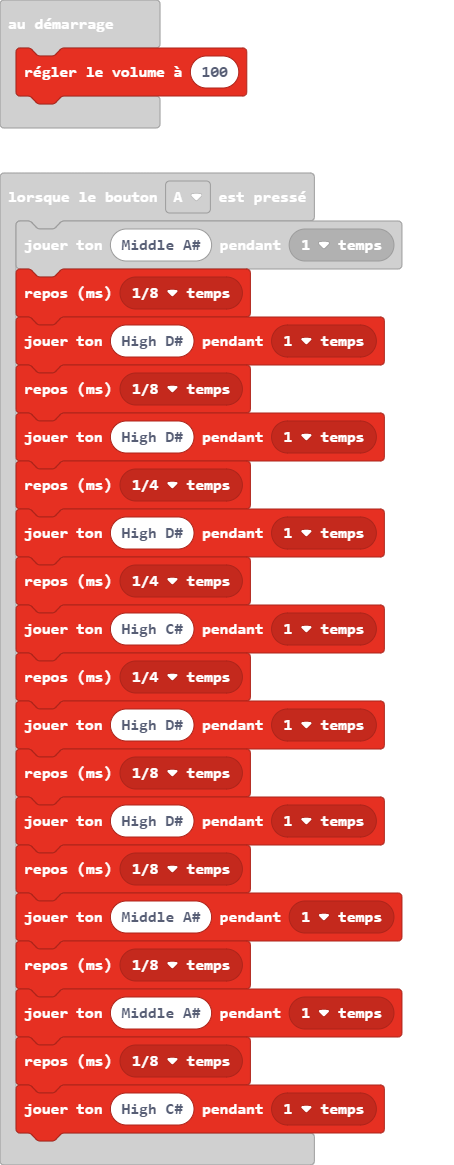 au démarrage
régler le volume à 100
lorsque le bouton A est pressé
jouer ton Middle A# pendant 1 temps
repos (ms) 1/8 temps
jouer ton High D# pendant 1 temps
repos (ms) 1/8 temps
jouer ton High D# pendant 1 temps
repos (ms) 1/4 temps
jouer ton High D# pendant 1 temps
repos (ms) 1/4 temps
jouer ton High C# pendant 1 temps
repos (ms) 1/4 temps
jouer ton High D# pendant 1 temps
repos (ms) 1/8 temps
jouer ton High D# pendant 1 temps
repos (ms) 1/8 temps
jouer ton Middle A# pendant 1 temps
repos (ms) 1/8 temps
jouer ton Middle A# pendant 1 temps
repos (ms) 1/8 temps
jouer ton High C# pendant 1 temps